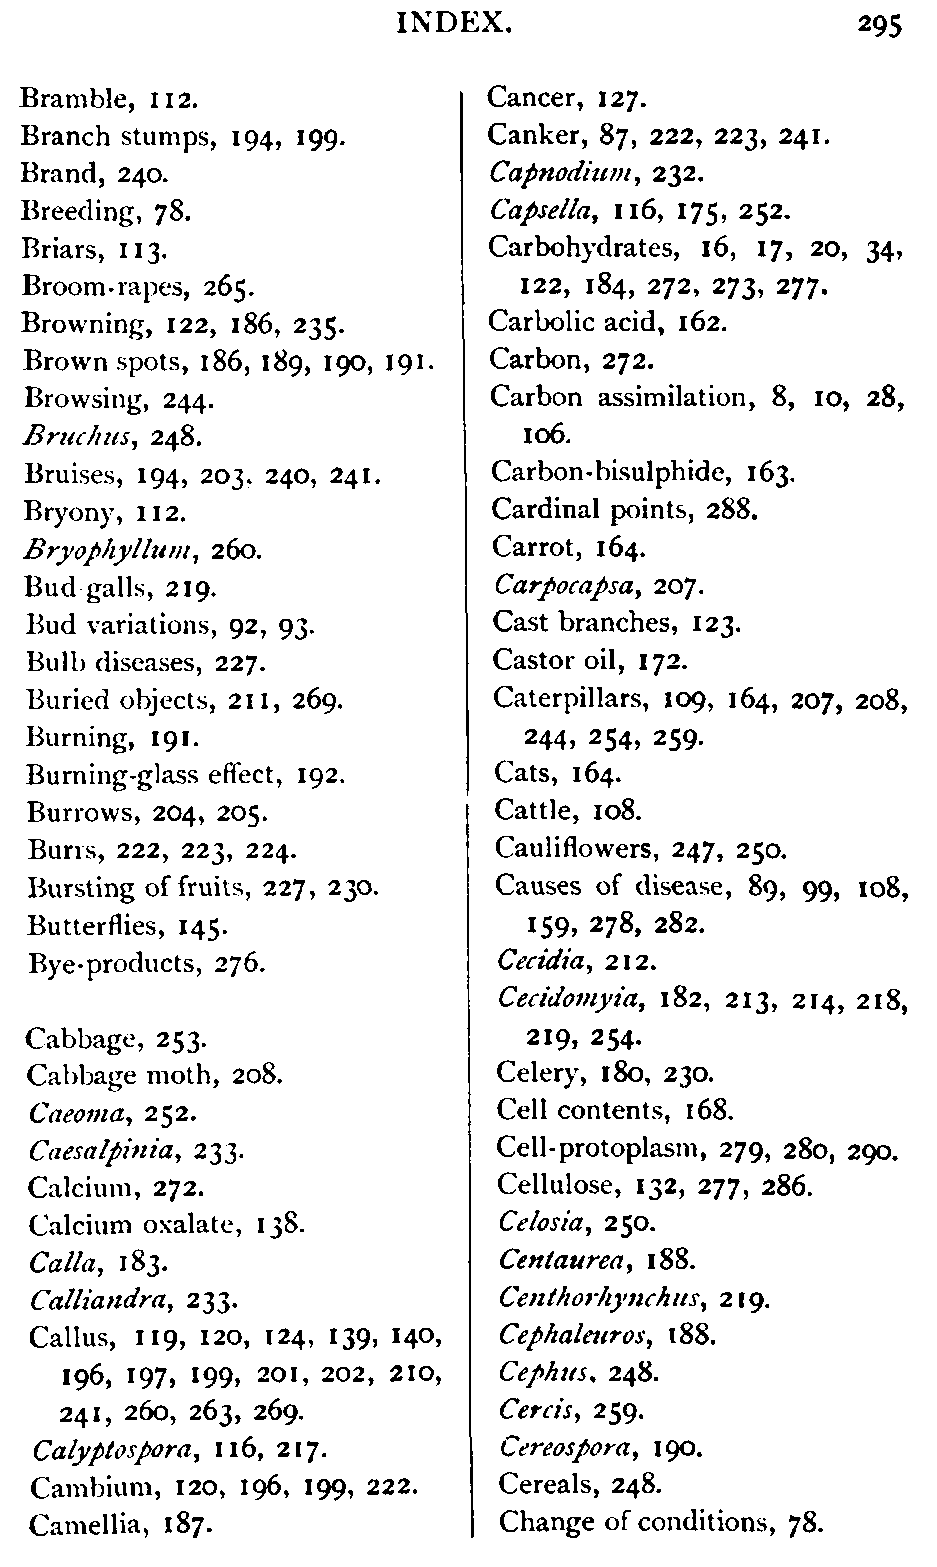 INDEX. 295
Bramble, 112.
Branch stumps, 194, 199.
Brand, 240.
Breeding, 78.
Briars, 113.
Broom-rapes, 265.
Browning, 122, 186, 235.
Brown spots, 186, 189, 190, 191.
Browsing, 244.
Bruchus, 248.
Bruises, 194, 203, 240, 241.
Bryony, 112.
Bryophyllum, 260.
Bud galls, 219.
Bud variations, 92, 93.
Bulb diseases, 227.
Buried objects, 211, 269.
Burning, 191.
Burning-glass effect, 192.
Burrows, 204, 205.
Burrs, 222, 223, 224.
Bursting of fruits, 227, 230.
Butterflies, 145.
Bye-products, 276.
Cabbage, 253.
Cabbage moth, 208.
Caeoma, 252.
Caesalpinia, 233.
Calcium, 272.
Calcium oxalate, 138.
Calla, 183.
Calliandra, 233.
Callus, 119, 120, 124, 139, 140,
196, 197, 199, 201, 202, 210,
241, 260, 263, 269.
Calyptospora, 116, 217.
Cambium, 120, 196, 199, 222.
Camellia, 187.
Cancer, 127.
Canker, 87, 222, 223, 241.
Capnodium, 232.
Capsella, 116, 175, 252.
Carbohydrates, 16, 17, 20, 34,
122, 184, 272, 273, 277.
Carbolic acid, 162.
Carbon, 272.
Carbon assimilation, 8, 10, 28,
106.
Carbon-bisulphide, 163.
Cardinal points, 288.
Carrot, 164.
Carpocapsa, 207.
Cast branches, 123.
Castor oil, 172.
Caterpillars, 109, 164, 207, 208,
244, 254, 259.
Cats, 164.
Cattle, 108.
Cauliflowers, 247, 250.
Causes of disease, 89, 99, 108,
159, 278, 282.
Cecidia, 212.
Cecidomyia, 182, 213, 214, 218,
219, 254.
Celery, 180, 230.
Cell contents, 168.
Cell-protoplasm, 279, 280, 290.
Cellulose, 132, 277, 286.
Celosia, 250.
Centaurea, 188.
Centhorhynchus, 219.
Cephaleuros, 188.
Cephus, 248.
Cercis, 259.
Cereospora, 190.
Cereals, 248.
Change of conditions, 78.